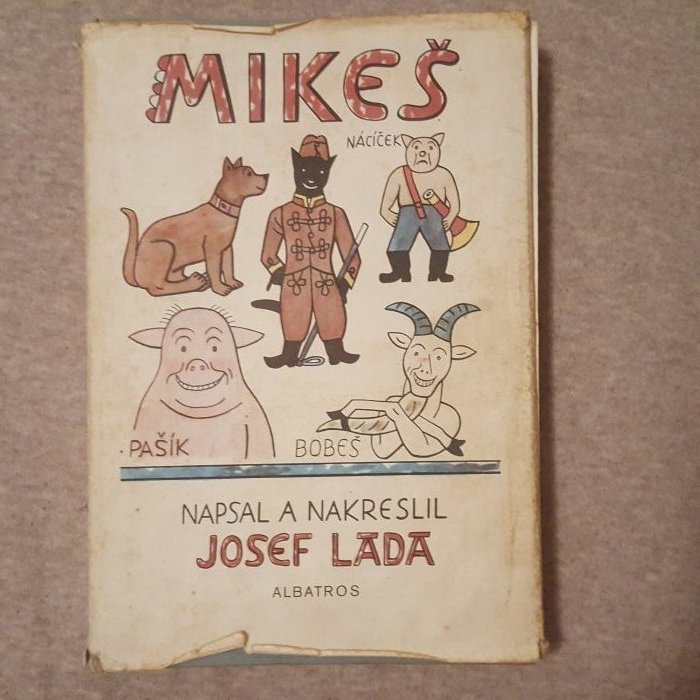 MIKEŠ
NÁCÍČEK
PAŠÍK
BOBEŠ
NAPSAL A NAKRESLIL
JOSEF LADA
ALBATROS